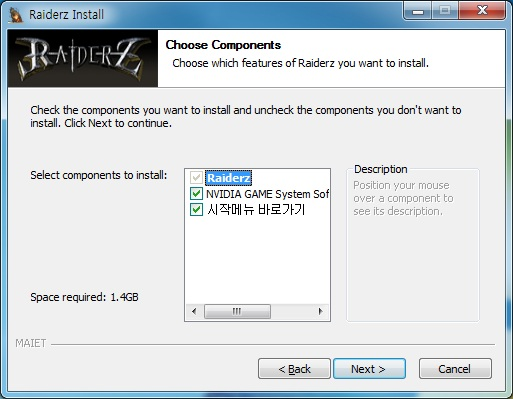 Raiderz Install
RAIDERZ
Choose Components
Choose which features of Raiderz you want to install.
Check the components you want to install and uncheck the components you don't want to
install. Click Next to continue.
Select components to install:
Raiderz
NVIDIA GAME System Sof
시작메뉴 바로가기
Description
Position your mouse
over a component to
see its description.
Space required: 1.4GB
MAIET
< Back
Next >
Cancel